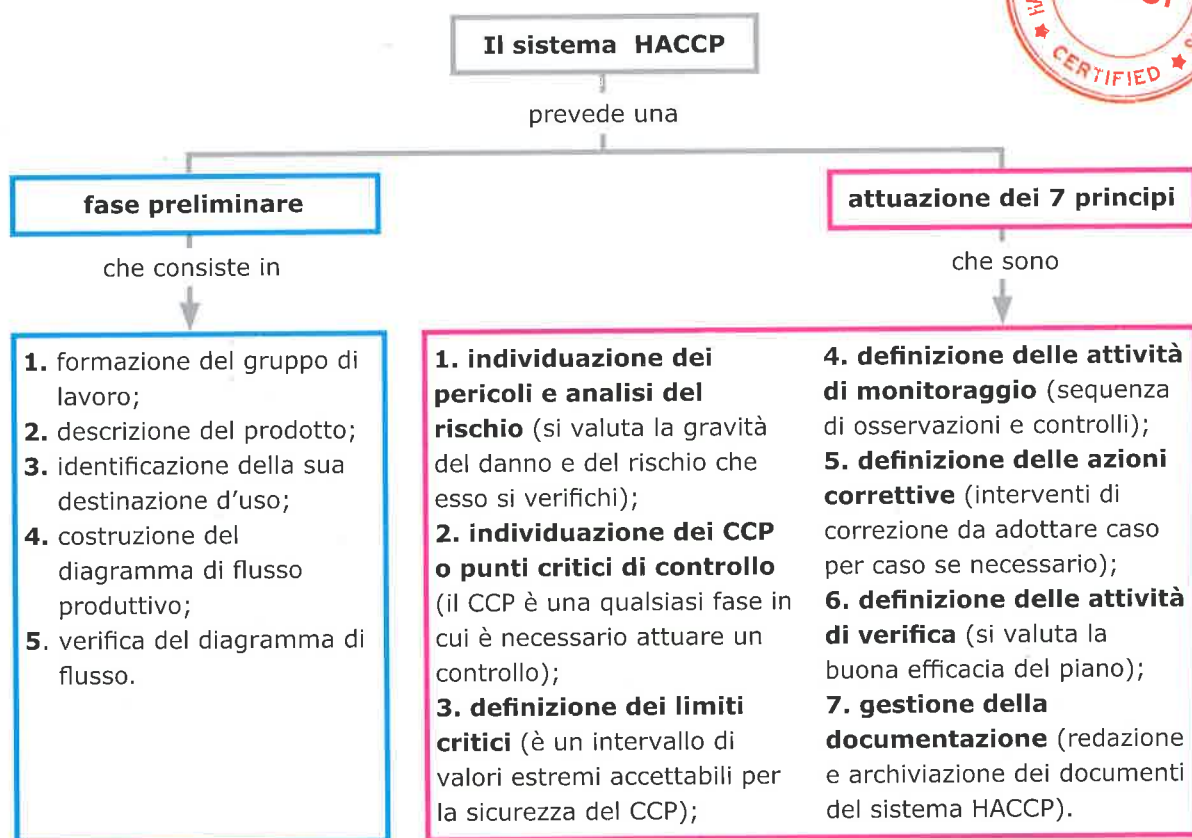 Il sistema HACCP
CERTIFIED
prevede una
fase preliminare
che consiste in
1. formazione del gruppo di
lavoro;
2. descrizione del prodotto;
3. identificazione della sua
destinazione d'uso;
4. costruzione del
diagramma di flusso
produttivo;
5. verifica del diagramma di
flusso.
attuazione dei 7 principi
che sono
1. individuazione dei
pericoli e analisi del
rischio (si valuta la gravità
del danno e del rischio che
esso si verifichi);
2. individuazione dei CCP
o punti critici di controllo
(il CCP è una qualsiasi fase in
cui è necessario attuare un
controllo);
3. definizione dei limiti
critici (è un intervallo di
valori estremi accettabili per
la sicurezza del CCP);
4. definizione delle attività
di monitoraggio (sequenza
di osservazioni e controlli);
5. definizione delle azioni
correttive (interventi di
correzione da adottare caso
per caso se necessario);
6. definizione delle attività
di verifica (si valuta la
buona efficacia del piano);
7. gestione della
documentazione (redazione
e archiviazione dei documenti
del sistema HACCP).